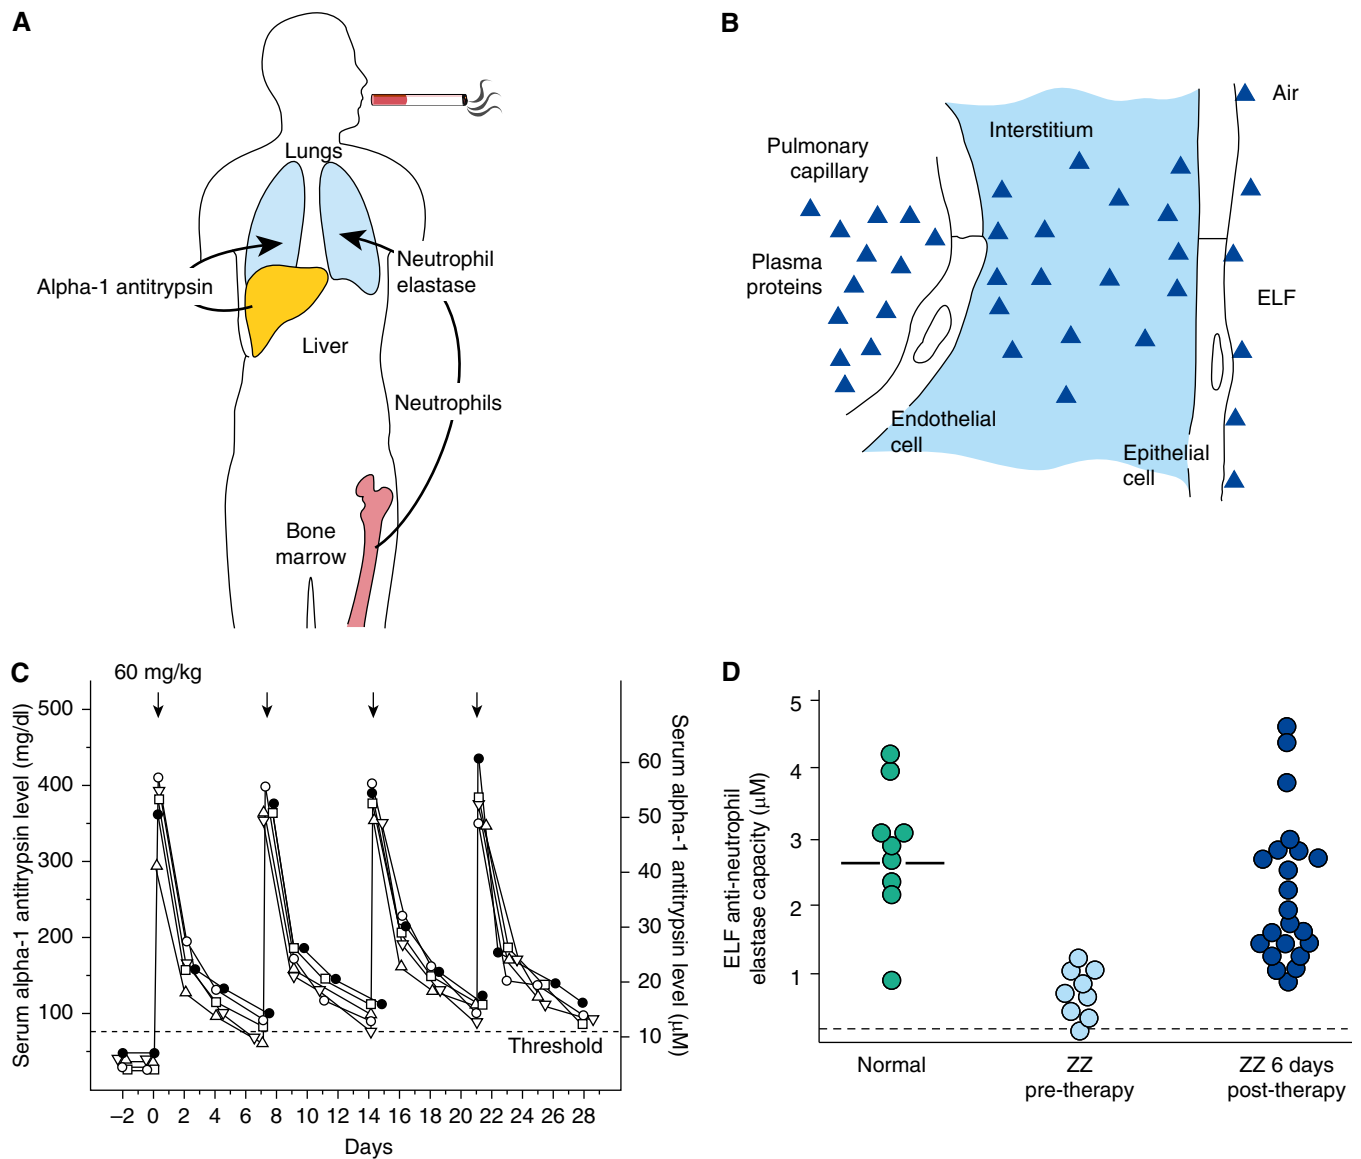 A
Lungs
Alpha-1 antitrypsin
Neutrophil
elastase
Liver
Neutrophils
Bone
marrow
B
Air
Interstitium
Pulmonary
capillary
Plasma
proteins
ELF
Endothelial
cell
Epithelial
cell
C
60 mg/kg
Serum alpha-1 antitrypsin level (mg/dl)
500
400
300
200
100
Serum alpha-1 antitrypsin level (μM)
60
50
40
30
20
10
Threshold
–2 0 2 4 6 8 10 12 14 16 18 20 22 24 26 28
Days
D
ELF anti-neutrophil
elastase capacity (μM)
5
4
3
2
1
Normal
ZZ
pre-therapy
ZZ 6 days
post-therapy